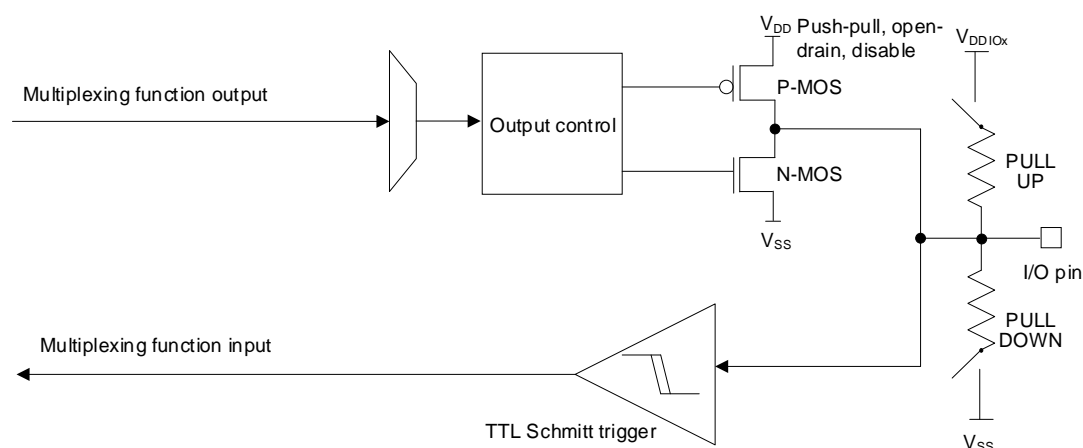 V_DD Push-pull, open-
drain, disable
V_DDIOx
Multiplexing function output
P-MOS
Output control
PULL
UP
N-MOS
V_SS
I/O pin
PULL
DOWN
Multiplexing function input
TTL Schmitt trigger
V_SS